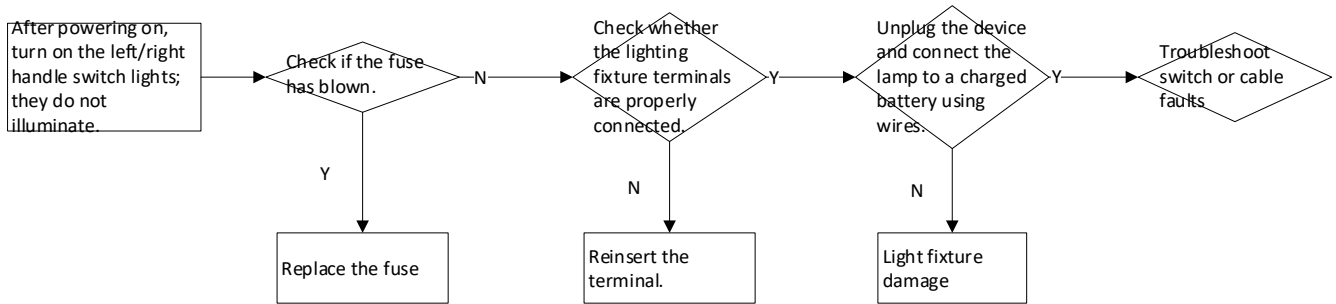 After powering on,
turn on the left/right
handle switch lights;
they do not
illuminate.
Check if the fuse
has blown.
N
Check whether
the lighting
fixture terminals
are properly
connected.
Y
Unplug the device
and connect the
lamp to a charged
battery using
wires.
Y
Troubleshoot
switch or cable
faults
Y
N
N
Replace the fuse
Reinsert the
terminal.
Light fixture
damage